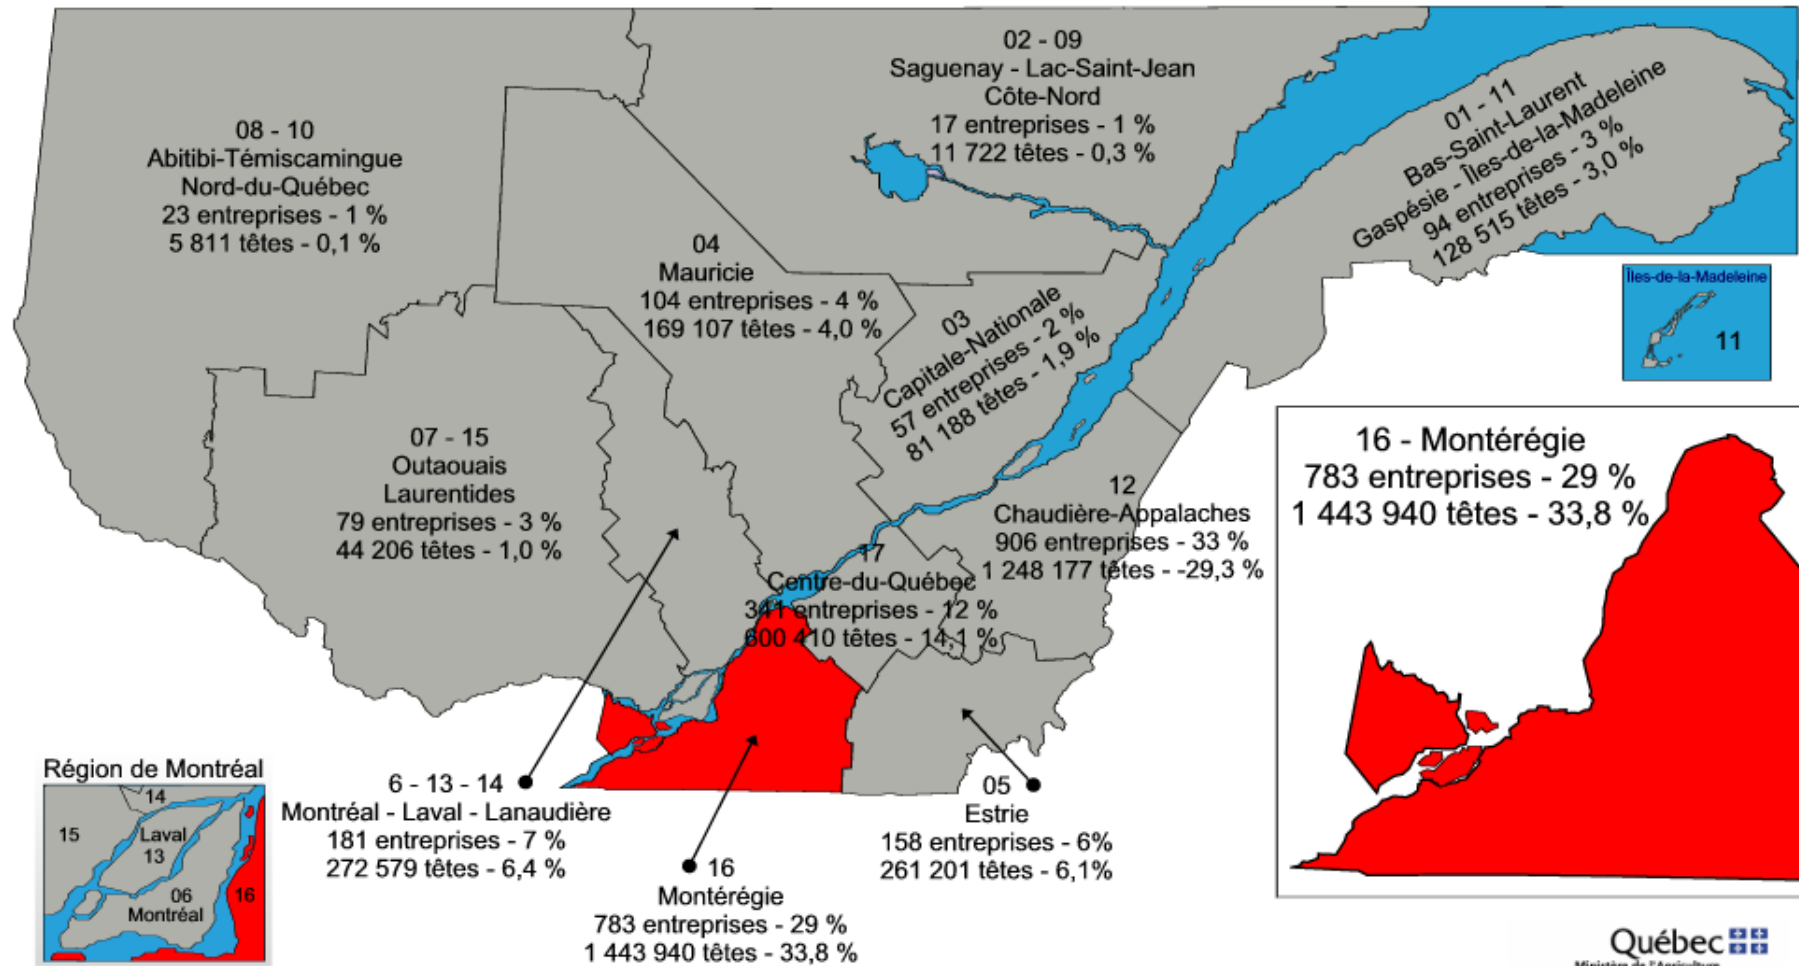 02 - 09
Saguenay - Lac-Saint-Jean
Côte-Nord
17 entreprises - 1 %
11 722 têtes - 0,3 %
01 - 11
Bas-Saint-Laurent
Gaspésie - Îles-de-la-Madeleine
94 entreprises - 3 %
128 515 têtes - 3,0 %
08 - 10
Abitibi-Témiscamingue
Nord-du-Québec
23 entreprises - 1 %
5 811 têtes - 0,1 %
04
Mauricie
104 entreprises - 4 %
169 107 têtes - 4,0 %
03
Capitale-Nationale
57 entreprises - 2 %
81 188 têtes - 1,9 %
Îles-de-la-Madeleine
11
07 - 15
Outaouais
Laurentides
79 entreprises - 3 %
44 206 têtes - 1,0 %
12
Chaudière-Appalaches
906 entreprises - 33 %
1 248 177 têtes - -29,3 %
17
Centre-du-Québec
341 entreprises - 12 %
600 410 têtes - 14,1 %
16 - Montérégie
783 entreprises - 29 %
1 443 940 têtes - 33,8 %
Région de Montréal
14
15
Laval
13
06
Montréal
16
6 - 13 - 14
Montréal - Laval - Lanaudière
181 entreprises - 7 %
272 579 têtes - 6,4 %
16
Montérégie
783 entreprises - 29 %
1 443 940 têtes - 33,8 %
05
Estrie
158 entreprises - 6%
261 201 têtes - 6,1%
Québec
Ministère de l'Agriculture